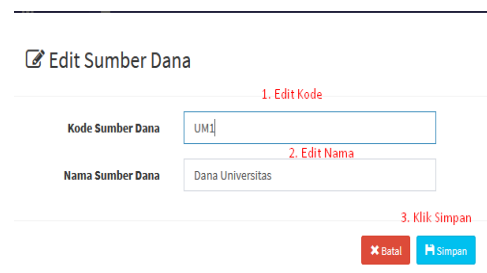 Edit Sumber Dana
1. Edit Kode
Kode Sumber Dana UM1
2. Edit Nama
Nama Sumber Dana Dana Universitas
3. Klik Simpan
Batal Simpan